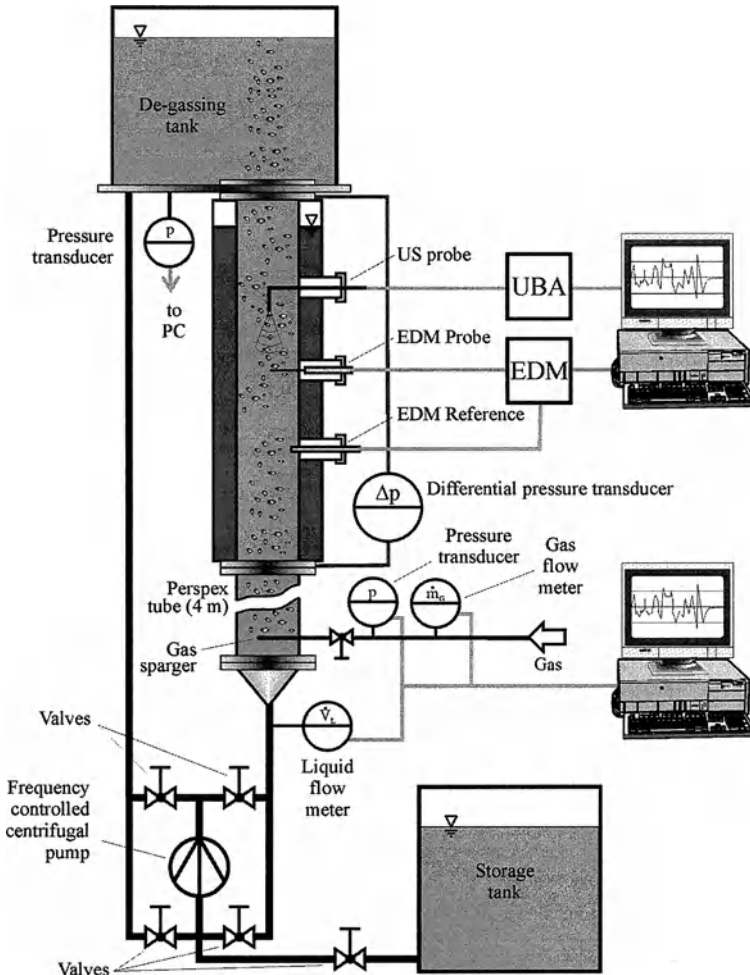 De-gassing
tank
Pressure
transducer
p
to
PC
US probe
UBA
EDM Probe
EDM
EDM Reference
Δp
Differential pressure transducer
Pressure
transducer
Gas
flow
meter
Perspex
tube (4 m)
p
ṁG
Gas
sparger
Gas
Valves
V̇L
Liquid
flow
meter
Frequency
controlled
centrifugal
pump
Storage
tank
Valves